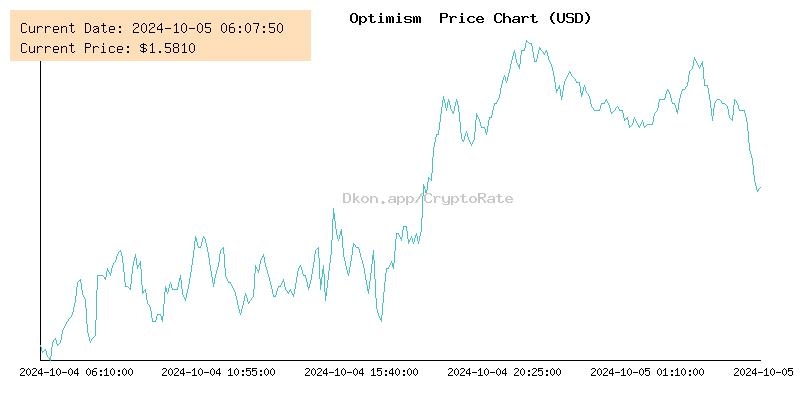 Optimism  Price Chart (USD)
Current Date: 2024-10-05 06:07:50
Current Price: $1.5810
Dkon.app/CryptoRate
2024-10-04 06:10:00 2024-10-04 10:55:00 2024-10-04 15:40:00 2024-10-04 20:25:00 2024-10-05 01:10:00 2024-10-05